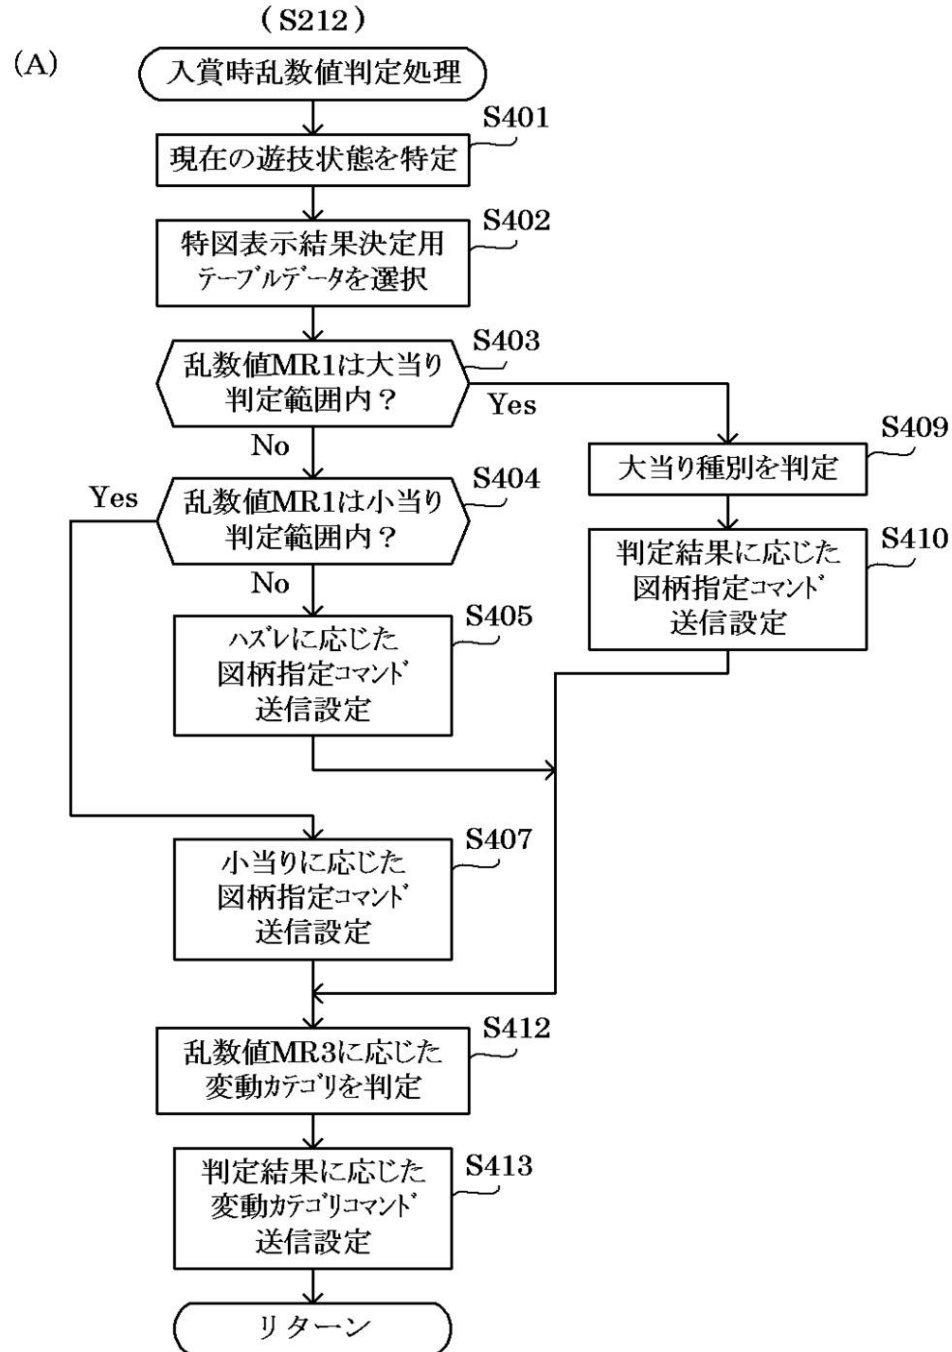 (S212)
(A)
入賞時乱数値判定処理
S401
現在の遊技状態を特定
S402
特図表示結果決定用
テーブルデータを選択
S403
乱数値MR1は大当り
判定範囲内？
Yes
No
S409
大当り種別を判定
S404
乱数値MR1は小当り
判定範囲内？
Yes
No
S410
判定結果に応じた
図柄指定コマンド
送信設定
S405
ハズレに応じた
図柄指定コマンド
送信設定
S407
小当りに応じた
図柄指定コマンド
送信設定
S412
乱数値MR3に応じた
変動カテゴリを判定
S413
判定結果に応じた
変動カテゴリコマンド
送信設定
リターン